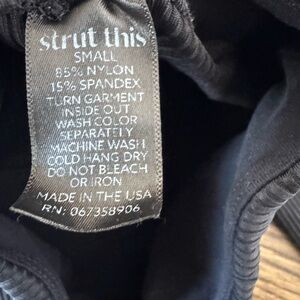 strut this
SMALL
85% NYLON
15% SPANDEX
TURN GARMENT
INSIDE OUT
WASH COLOR
SEPARATELY
MACHINE WASH
COLD HANG DRY
DO NOT BLEACH
OR IRON
MADE IN THE USA
RN: 067358906